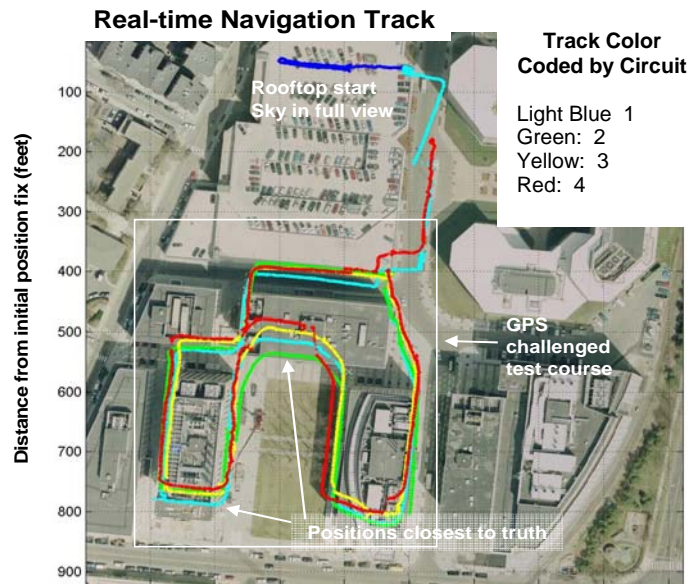 Real-time Navigation Track
Track Color
Coded by Circuit
Light Blue 1
Green: 2
Yellow: 3
Red: 4
Rooftop start
Sky in full view
GPS
challenged
test course
Positions closest to truth
Distance from initial position fix (feet)
100
200
300
400
500
600
700
800
900